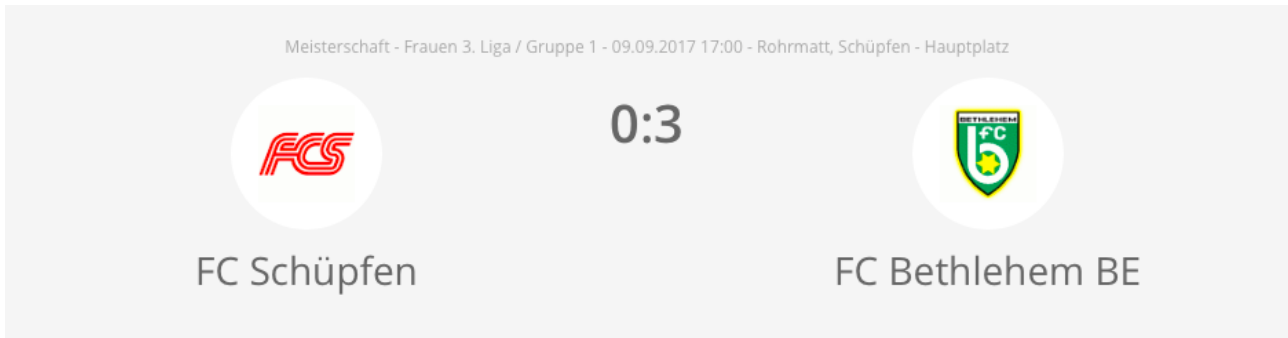 Meisterschaft - Frauen 3. Liga / Gruppe 1 - 09.09.2017 17:00 - Rohrmatt, Schüpfen - Hauptplatz
0:3
FCS
BETHLEHEM
FC
b
FC Schüpfen
FC Bethlehem BE